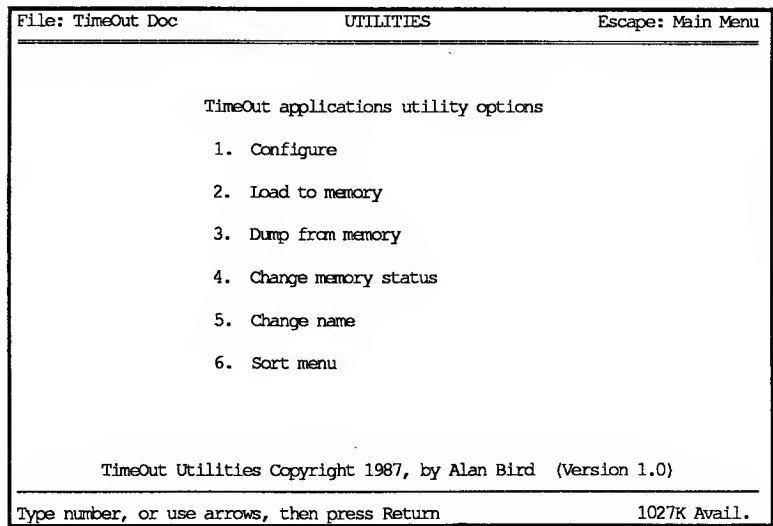 File: TimeOut Doc UTILITIES Escape: Main Menu
TimeOut applications utility options
1. Configure
2. Load to memory
3. Dump from memory
4. Change memory status
5. Change name
6. Sort menu
TimeOut Utilities Copyright 1987, by Alan Bird (Version 1.0)
Type number, or use arrows, then press Return 1027K Avail.